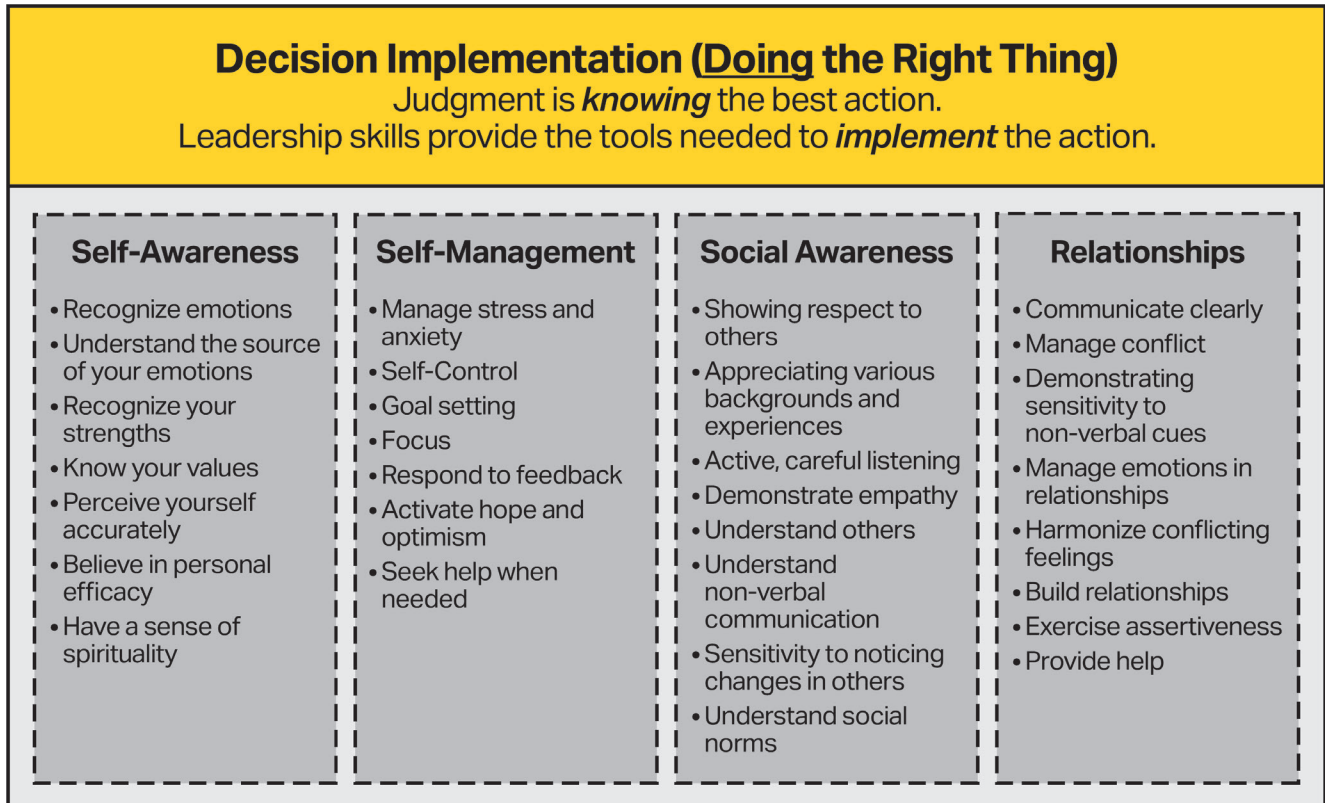 Decision Implementation (Doing the Right Thing)
Judgment is knowing the best action.
Leadership skills provide the tools needed to implement the action.
Self-Awareness
• Recognize emotions
• Understand the source
of your emotions
• Recognize your
strengths
• Know your values
• Perceive yourself
accurately
• Believe in personal
efficacy
• Have a sense of
spirituality
Self-Management
• Manage stress and
anxiety
• Self-Control
• Goal setting
• Focus
• Respond to feedback
• Activate hope and
optimism
• Seek help when
needed
Social Awareness
• Showing respect to
others
• Appreciating various
backgrounds and
experiences
• Active, careful listening
• Demonstrate empathy
• Understand others
• Understand
non-verbal
communication
• Sensitivity to noticing
changes in others
• Understand social
norms
Relationships
• Communicate clearly
• Manage conflict
• Demonstrating
sensitivity to
non-verbal cues
• Manage emotions in
relationships
• Harmonize conflicting
feelings
• Build relationships
• Exercise assertiveness
• Provide help